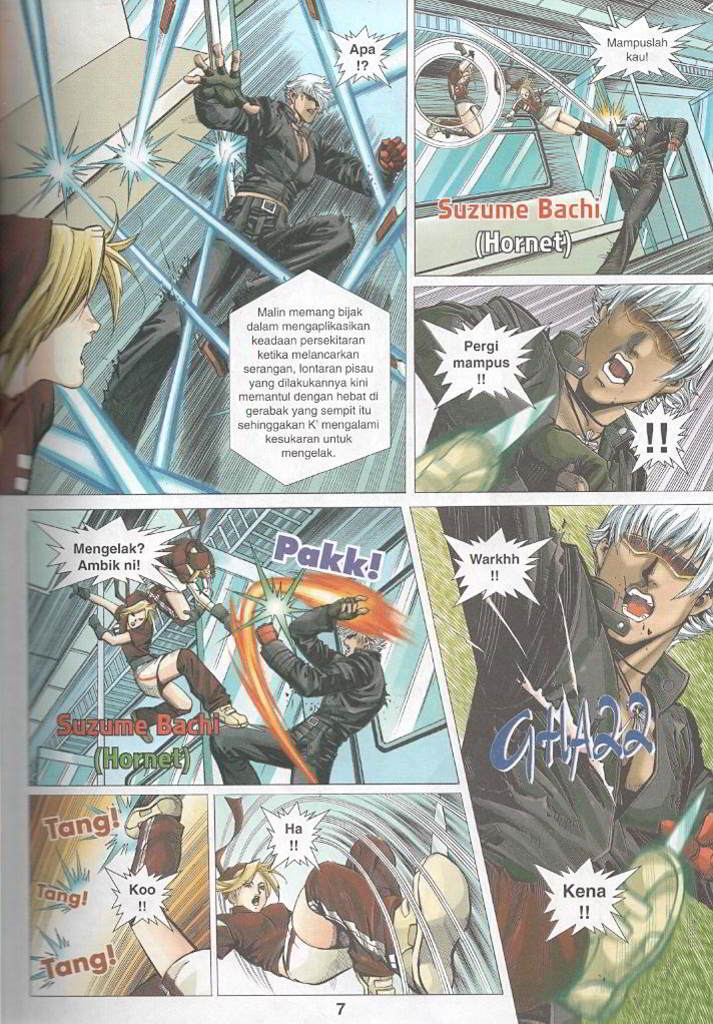 Apa
!?
Malin memang bijak
dalam mengaplikasikan
keadaan persekitaran
ketika melancarkan
serangan, lontaran pisau
yang dilakukannya kini
memantul dengan hebat di
gerabak yang sempit itu
sehinggakan K' mengalami
kesukaran untuk
mengelak.
Mampuslah
kau!
Suzume Bachi
(Hornet)
Pergi
mampus
!!
!!
Mengelak?
Ambik ni!
Pakk!
Suzume Bachi
(Hornet)
Warkhh
!!
GHAZZ
Kena
!!
Tang!
Tang!
Tang!
Koo
!!
Ha
!!
7